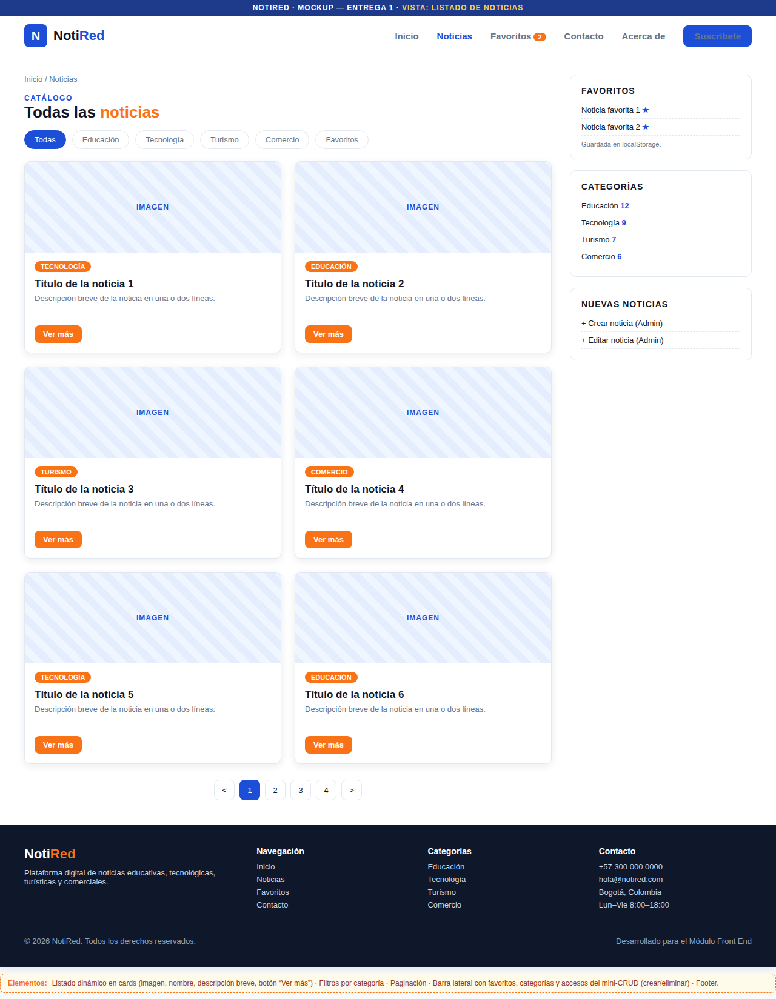 NOTIRED · MOCKUP — ENTREGA 1 · VISTA: LISTADO DE NOTICIAS
N NotiRed
Inicio Noticias Favoritos 2 Contacto Acerca de Suscríbete
Inicio / Noticias
CATÁLOGO
Todas las noticias
Todas Educación Tecnología Turismo Comercio Favoritos
IMAGEN
TECNOLOGÍA
Título de la noticia 1
Descripción breve de la noticia en una o dos líneas.
Ver más
IMAGEN
EDUCACIÓN
Título de la noticia 2
Descripción breve de la noticia en una o dos líneas.
Ver más
IMAGEN
TURISMO
Título de la noticia 3
Descripción breve de la noticia en una o dos líneas.
Ver más
IMAGEN
COMERCIO
Título de la noticia 4
Descripción breve de la noticia en una o dos líneas.
Ver más
IMAGEN
TECNOLOGÍA
Título de la noticia 5
Descripción breve de la noticia en una o dos líneas.
Ver más
IMAGEN
EDUCACIÓN
Título de la noticia 6
Descripción breve de la noticia en una o dos líneas.
Ver más
< 1 2 3 4 >
FAVORITOS
Noticia favorita 1 ★
Noticia favorita 2 ★
Guardada en localStorage.
CATEGORÍAS
Educación 12
Tecnología 9
Turismo 7
Comercio 6
NUEVAS NOTICIAS
+ Crear noticia (Admin)
+ Editar noticia (Admin)
NotiRed
Plataforma digital de noticias educativas, tecnológicas,
turísticas y comerciales.
Navegación
Inicio
Noticias
Favoritos
Contacto
Categorías
Educación
Tecnología
Turismo
Comercio
Contacto
+57 300 000 0000
hola@notired.com
Bogotá, Colombia
Lun–Vie 8:00–18:00
© 2026 NotiRed. Todos los derechos reservados.
Desarrollado para el Módulo Front End
Elementos: Listado dinámico en cards (imagen, nombre, descripción breve, botón “Ver más”) · Filtros por categoría · Paginación · Barra lateral con favoritos, categorías y accesos del mini-CRUD (crear/eliminar) · Footer.